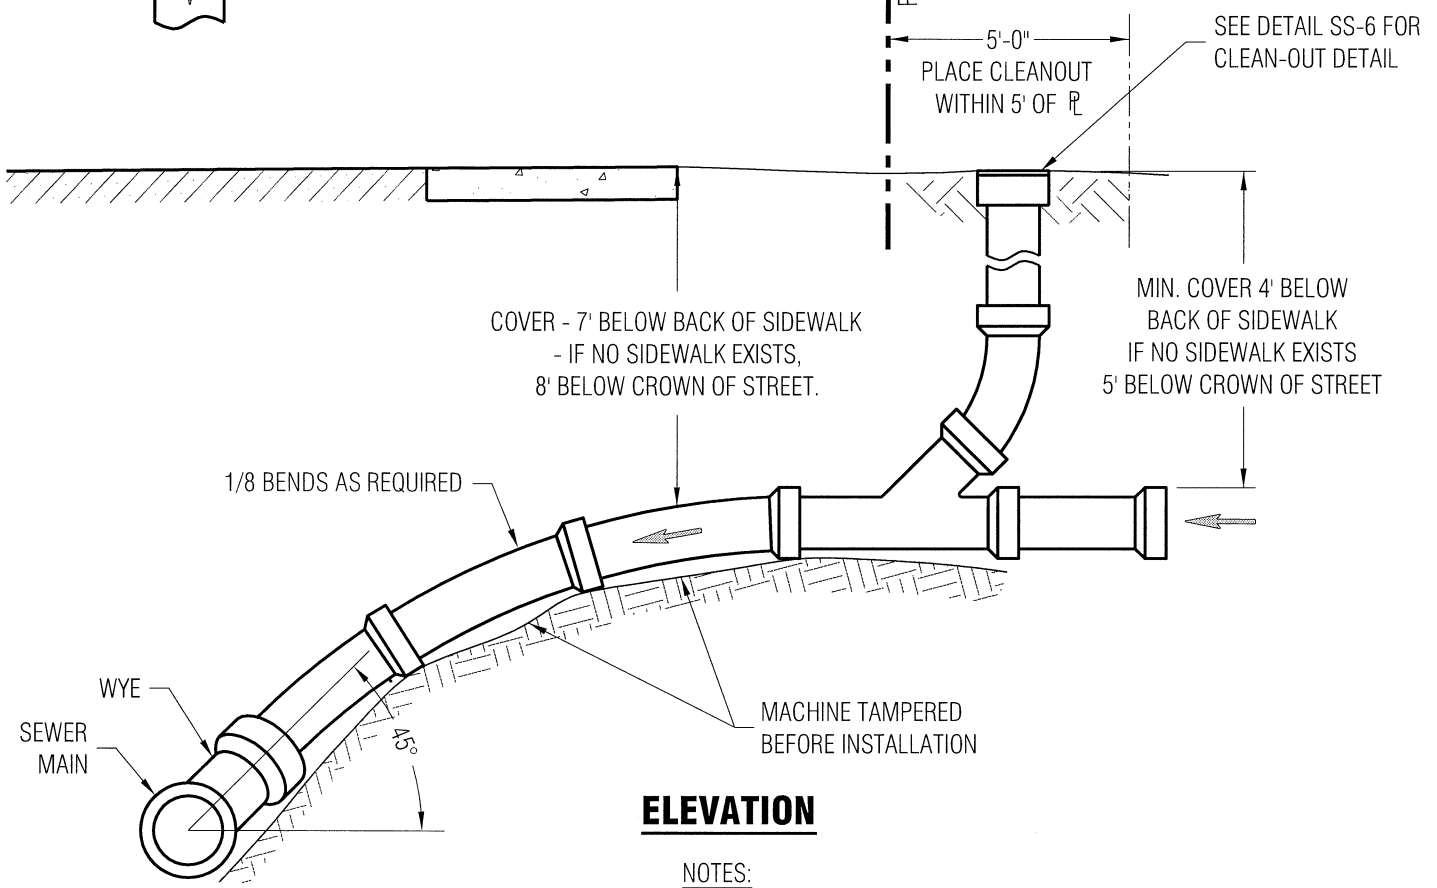 SEE DETAIL SS-6 FOR
CLEAN-OUT DETAIL
5'-0"
PLACE CLEANOUT
WITHIN 5' OF ℄
COVER - 7' BELOW BACK OF SIDEWALK
- IF NO SIDEWALK EXISTS,
8' BELOW CROWN OF STREET.
MIN. COVER 4' BELOW
BACK OF SIDEWALK
IF NO SIDEWALK EXISTS
5' BELOW CROWN OF STREET
1/8 BENDS AS REQUIRED
WYE
SEWER
MAIN
45°
MACHINE TAMPERED
BEFORE INSTALLATION
ELEVATION
NOTES: